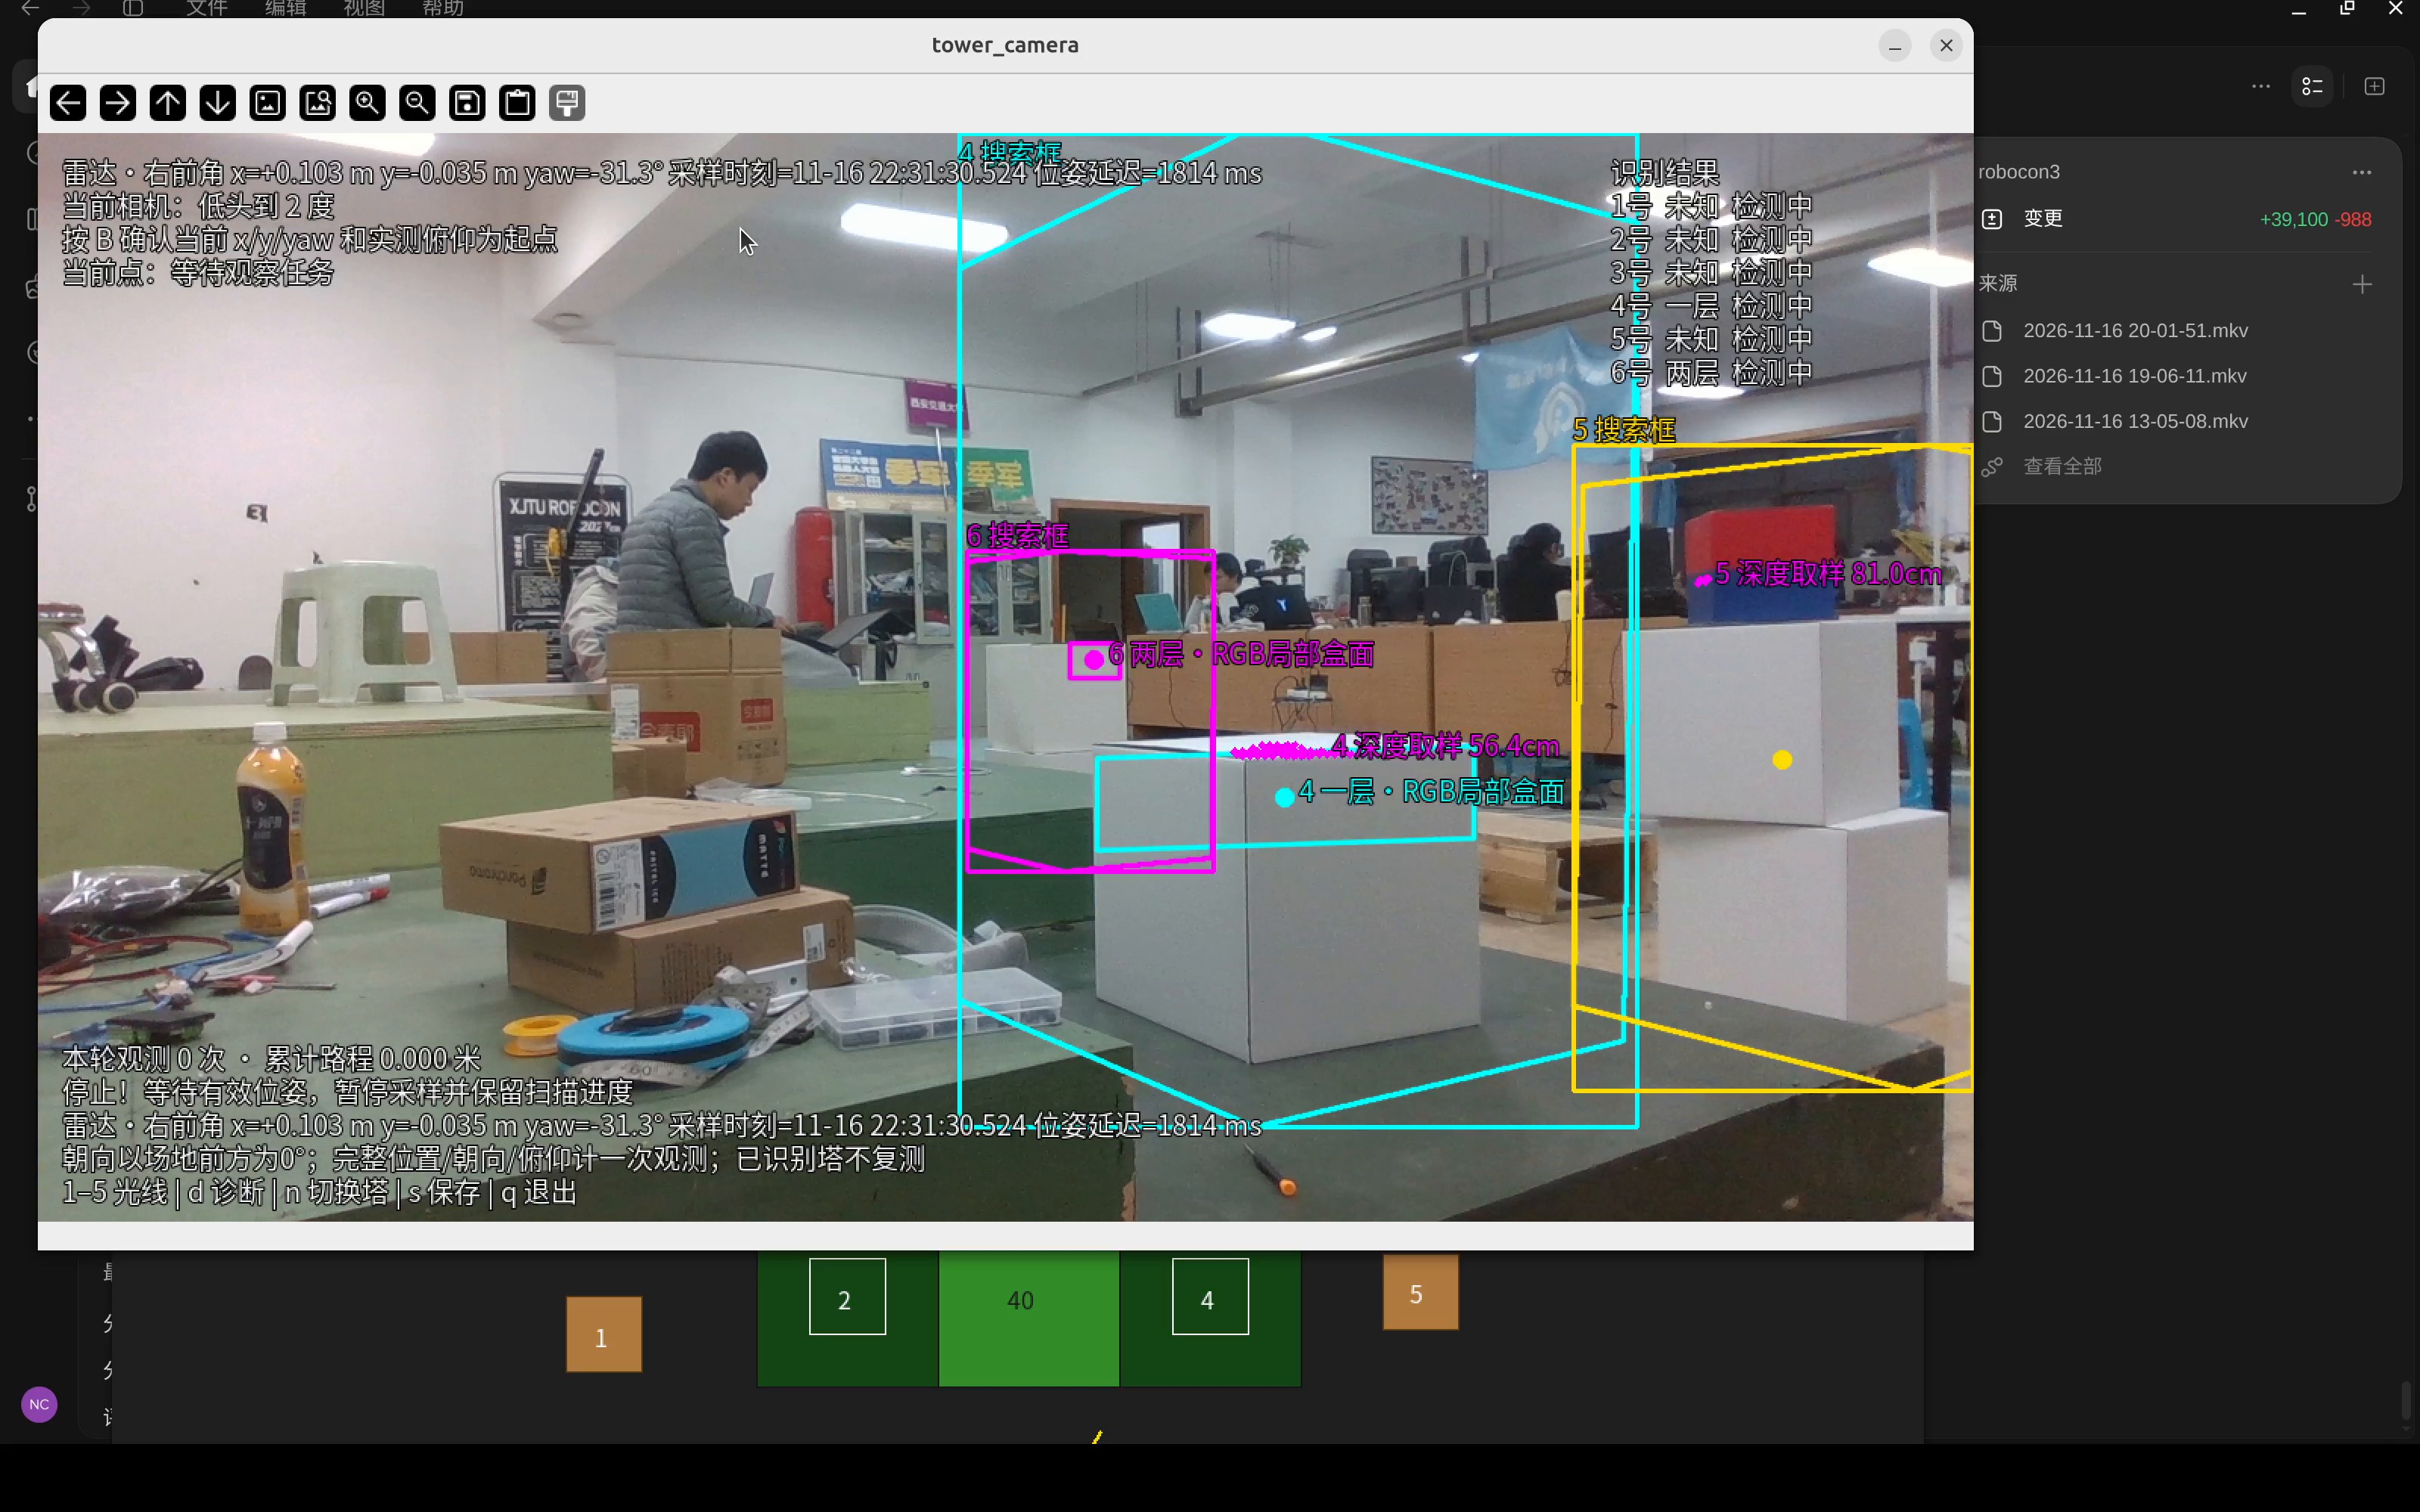 文件 编辑 视图 帮助
tower_camera
雷达·右前角 x=+0.103 m y=-0.035 m yaw=-31.3° 采样时刻=11-16 22:31:30.524 位姿延迟=1814 ms
当前相机：低头到 2 度
按 B 确认当前 x/y/yaw 和实测俯仰为起点
当前点：等待观察任务
4 搜索框
识别结果
1号 未知 检测中
2号 未知 检测中
3号 未知 检测中
4号 一层 检测中
5号 未知 检测中
6号 两层 检测中
5 搜索框
西安交通大
季军
季军
XJTU ROBOCON
3
6 搜索框
5 深度取样 81.0cm
6 两层·RGB局部盒面
4 深度取样 56.4cm
4 一层·RGB局部盒面
Panchroma
MATTE
本轮观测 0 次 · 累计路程 0.000 米
停止！等待有效位姿，暂停采样并保留扫描进度
雷达·右前角 x=+0.103 m y=-0.035 m yaw=-31.3° 采样时刻=11-16 22:31:30.524 位姿延迟=1814 ms
朝向以场地前方为0°；完整位置/朝向/俯仰计一次观测；已识别塔不复测
1–5 光线 | d 诊断 | n 切换塔 | s 保存 | q 退出
robocon3
变更 +39,100 -988
来源
2026-11-16 20-01-51.mkv
2026-11-16 19-06-11.mkv
2026-11-16 13-05-08.mkv
查看全部
1
2
40
4
5
NC